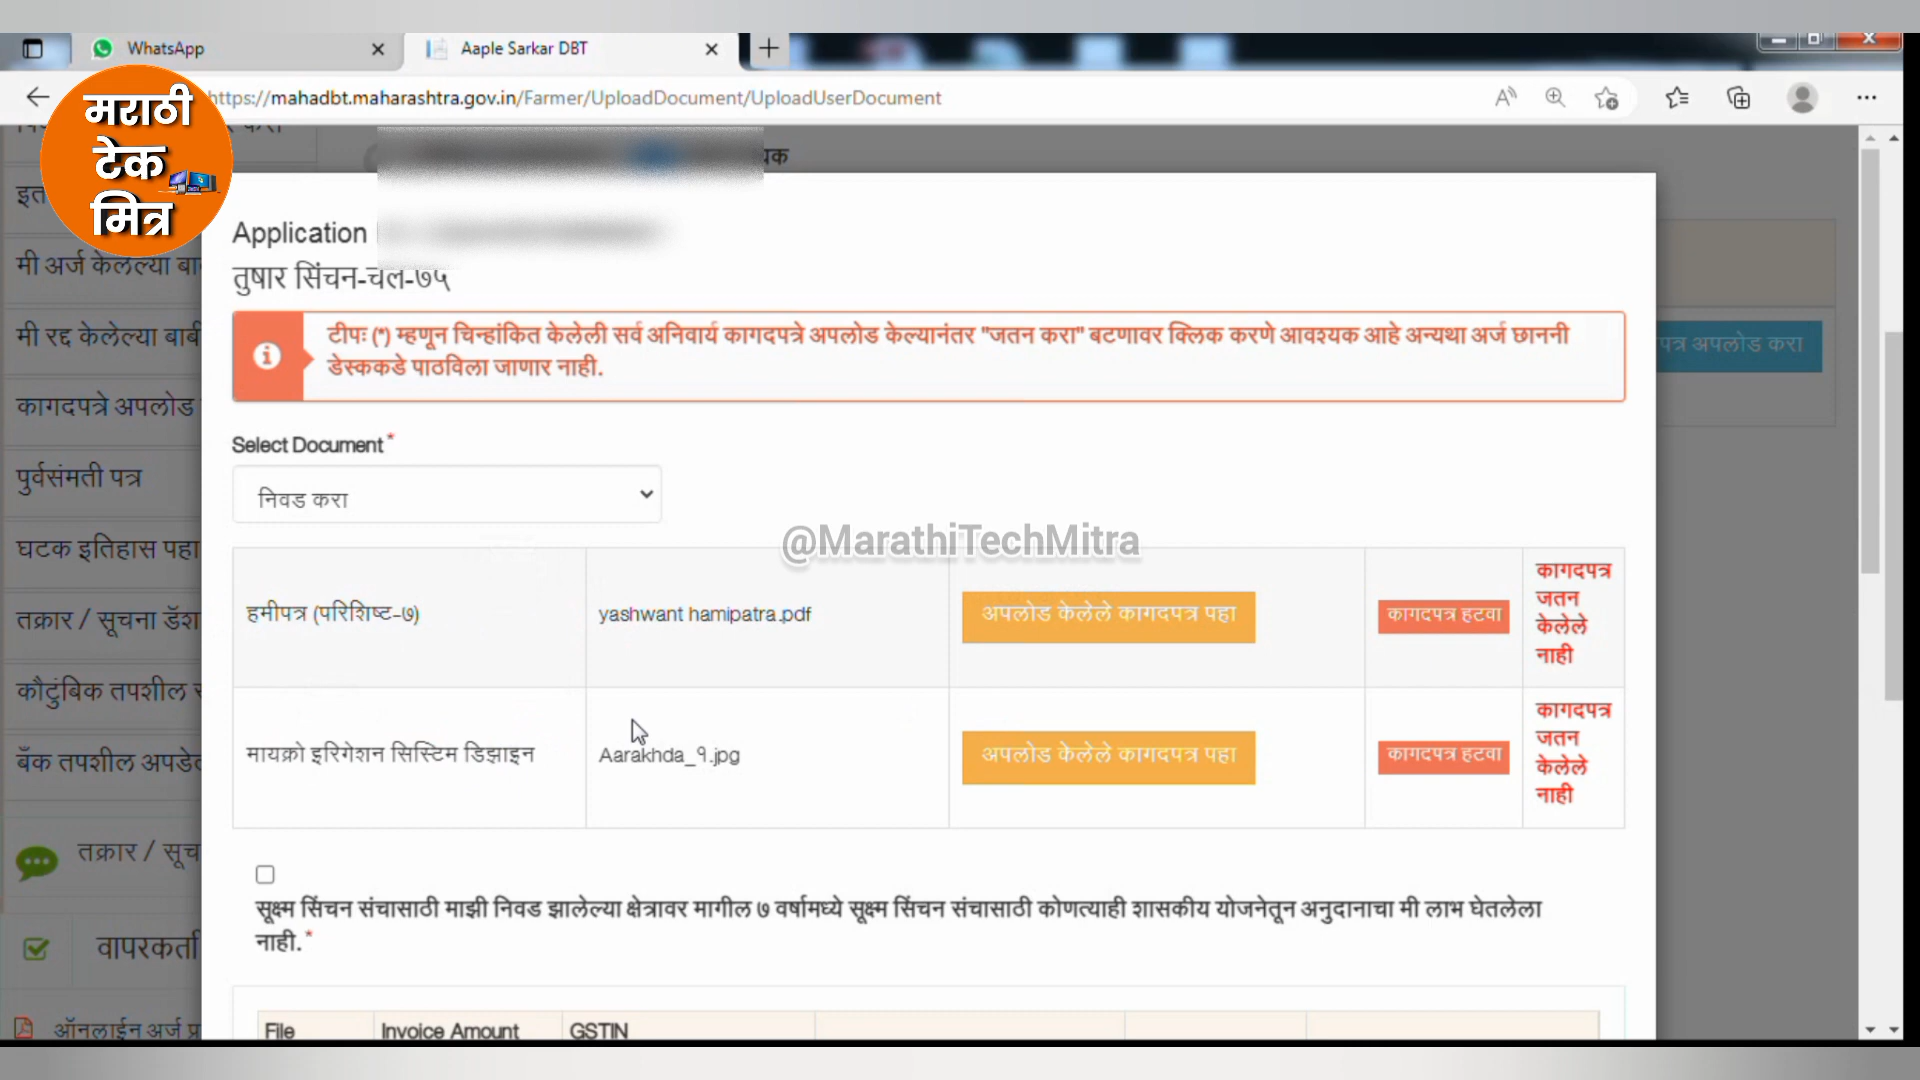 WhatsApp
Aaple Sarkar DBT
https://mahadbt.maharashtra.gov.in/Farmer/UploadDocument/UploadUserDocument
मराठी
टेक
मित्र
इत
मी अर्ज केलेल्या बा
मी रद्द केलेल्या बाबी
कागदपत्रे अपलोड
पुर्वसंमती पत्र
घटक इतिहास पहा
तक्रार / सूचना डॅश
कौटुंबिक तपशील
बँक तपशील अपडे
तक्रार / सूच
वापरकर्ता
ऑनलाईन अर्ज प्र
Application
तुषार सिंचन-चल-७५
टीपः (*) म्हणून चिन्हांकित केलेली सर्व अनिवार्य कागदपत्रे अपलोड केल्यानंतर "जतन करा" बटणावर क्लिक करणे आवश्यक आहे अन्यथा अर्ज छाननी
डेस्ककडे पाठविला जाणार नाही.
पत्र अपलोड करा
Select Document *
निवड करा
@MarathiTechMitra
हमीपत्र (परिशिष्ट-७)
yashwant hamipatra.pdf
अपलोड केलेले कागदपत्र पहा
कागदपत्र हटवा
कागदपत्र
जतन
केलेले
नाही
मायक्रो इरिगेशन सिस्टिम डिझाइन
Aarakhda_१.jpg
अपलोड केलेले कागदपत्र पहा
कागदपत्र हटवा
कागदपत्र
जतन
केलेले
नाही
सूक्ष्म सिंचन संचासाठी माझी निवड झालेल्या क्षेत्रावर मागील ७ वर्षामध्ये सूक्ष्म सिंचन संचासाठी कोणत्याही शासकीय योजनेतून अनुदानाचा मी लाभ घेतलेला
नाही. *
File Invoice Amount GSTIN